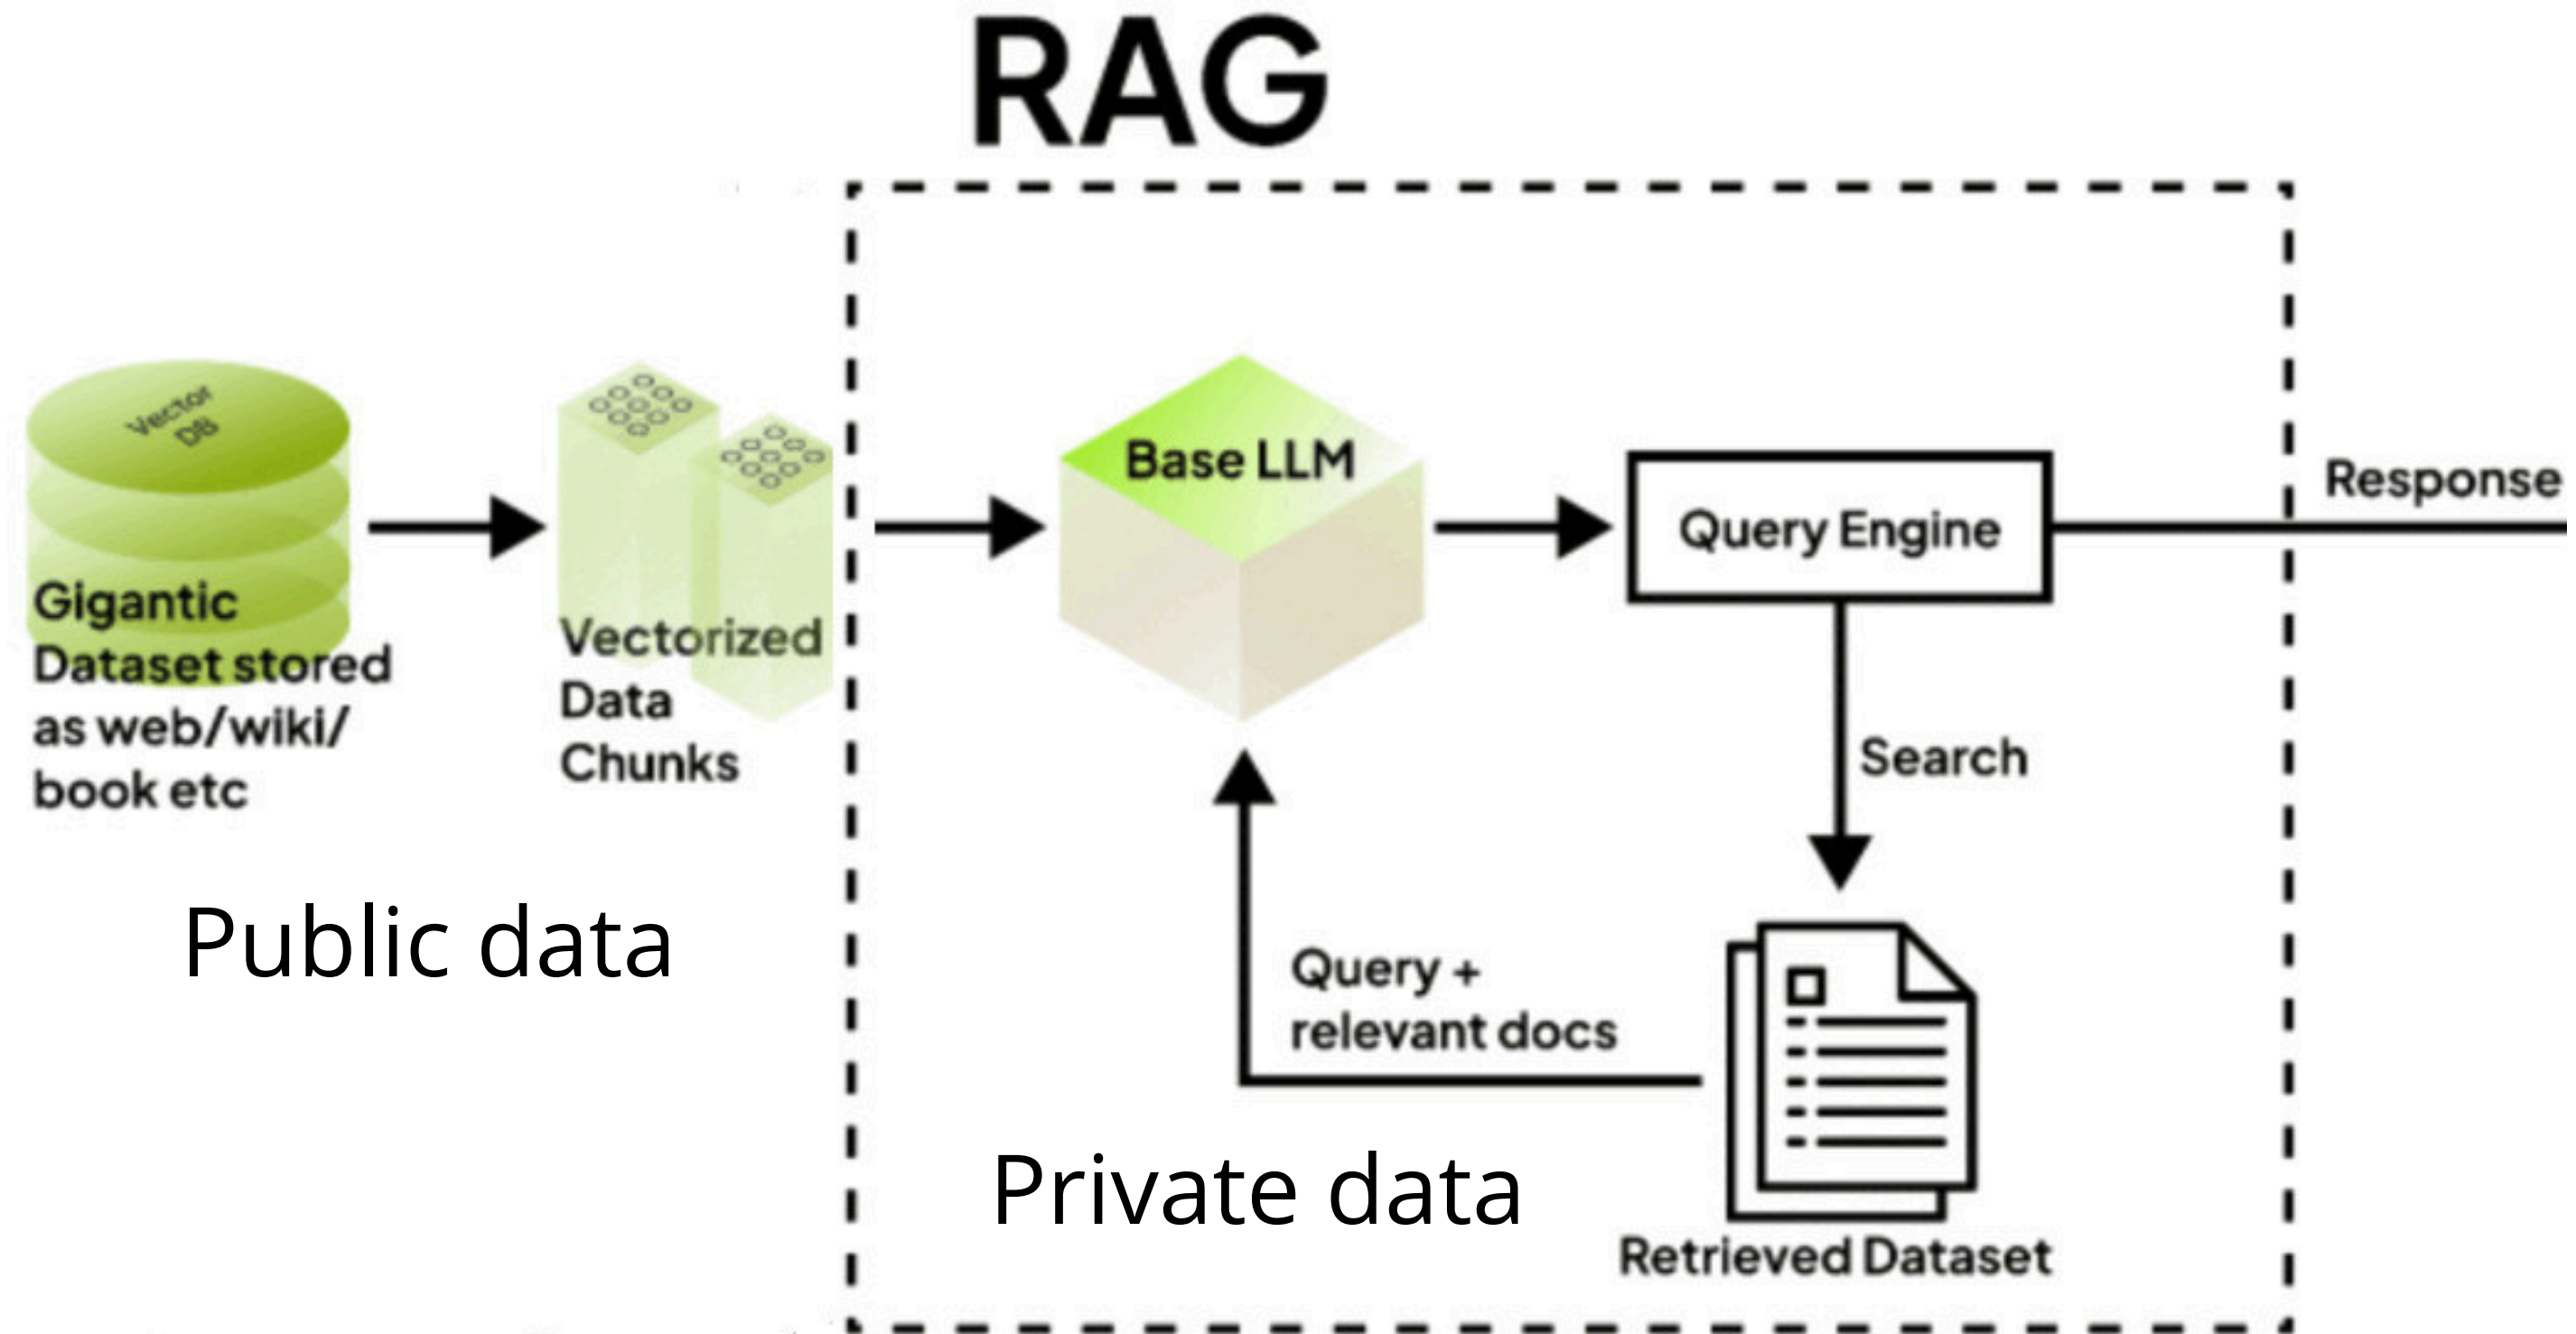 RAG
Vector
DB
Gigantic
Dataset stored
as web/wiki/
book etc
Vectorized
Data
Chunks
Base LLM
Query Engine
Response
Search
Query +
relevant docs
Retrieved Dataset
Public data
Private data